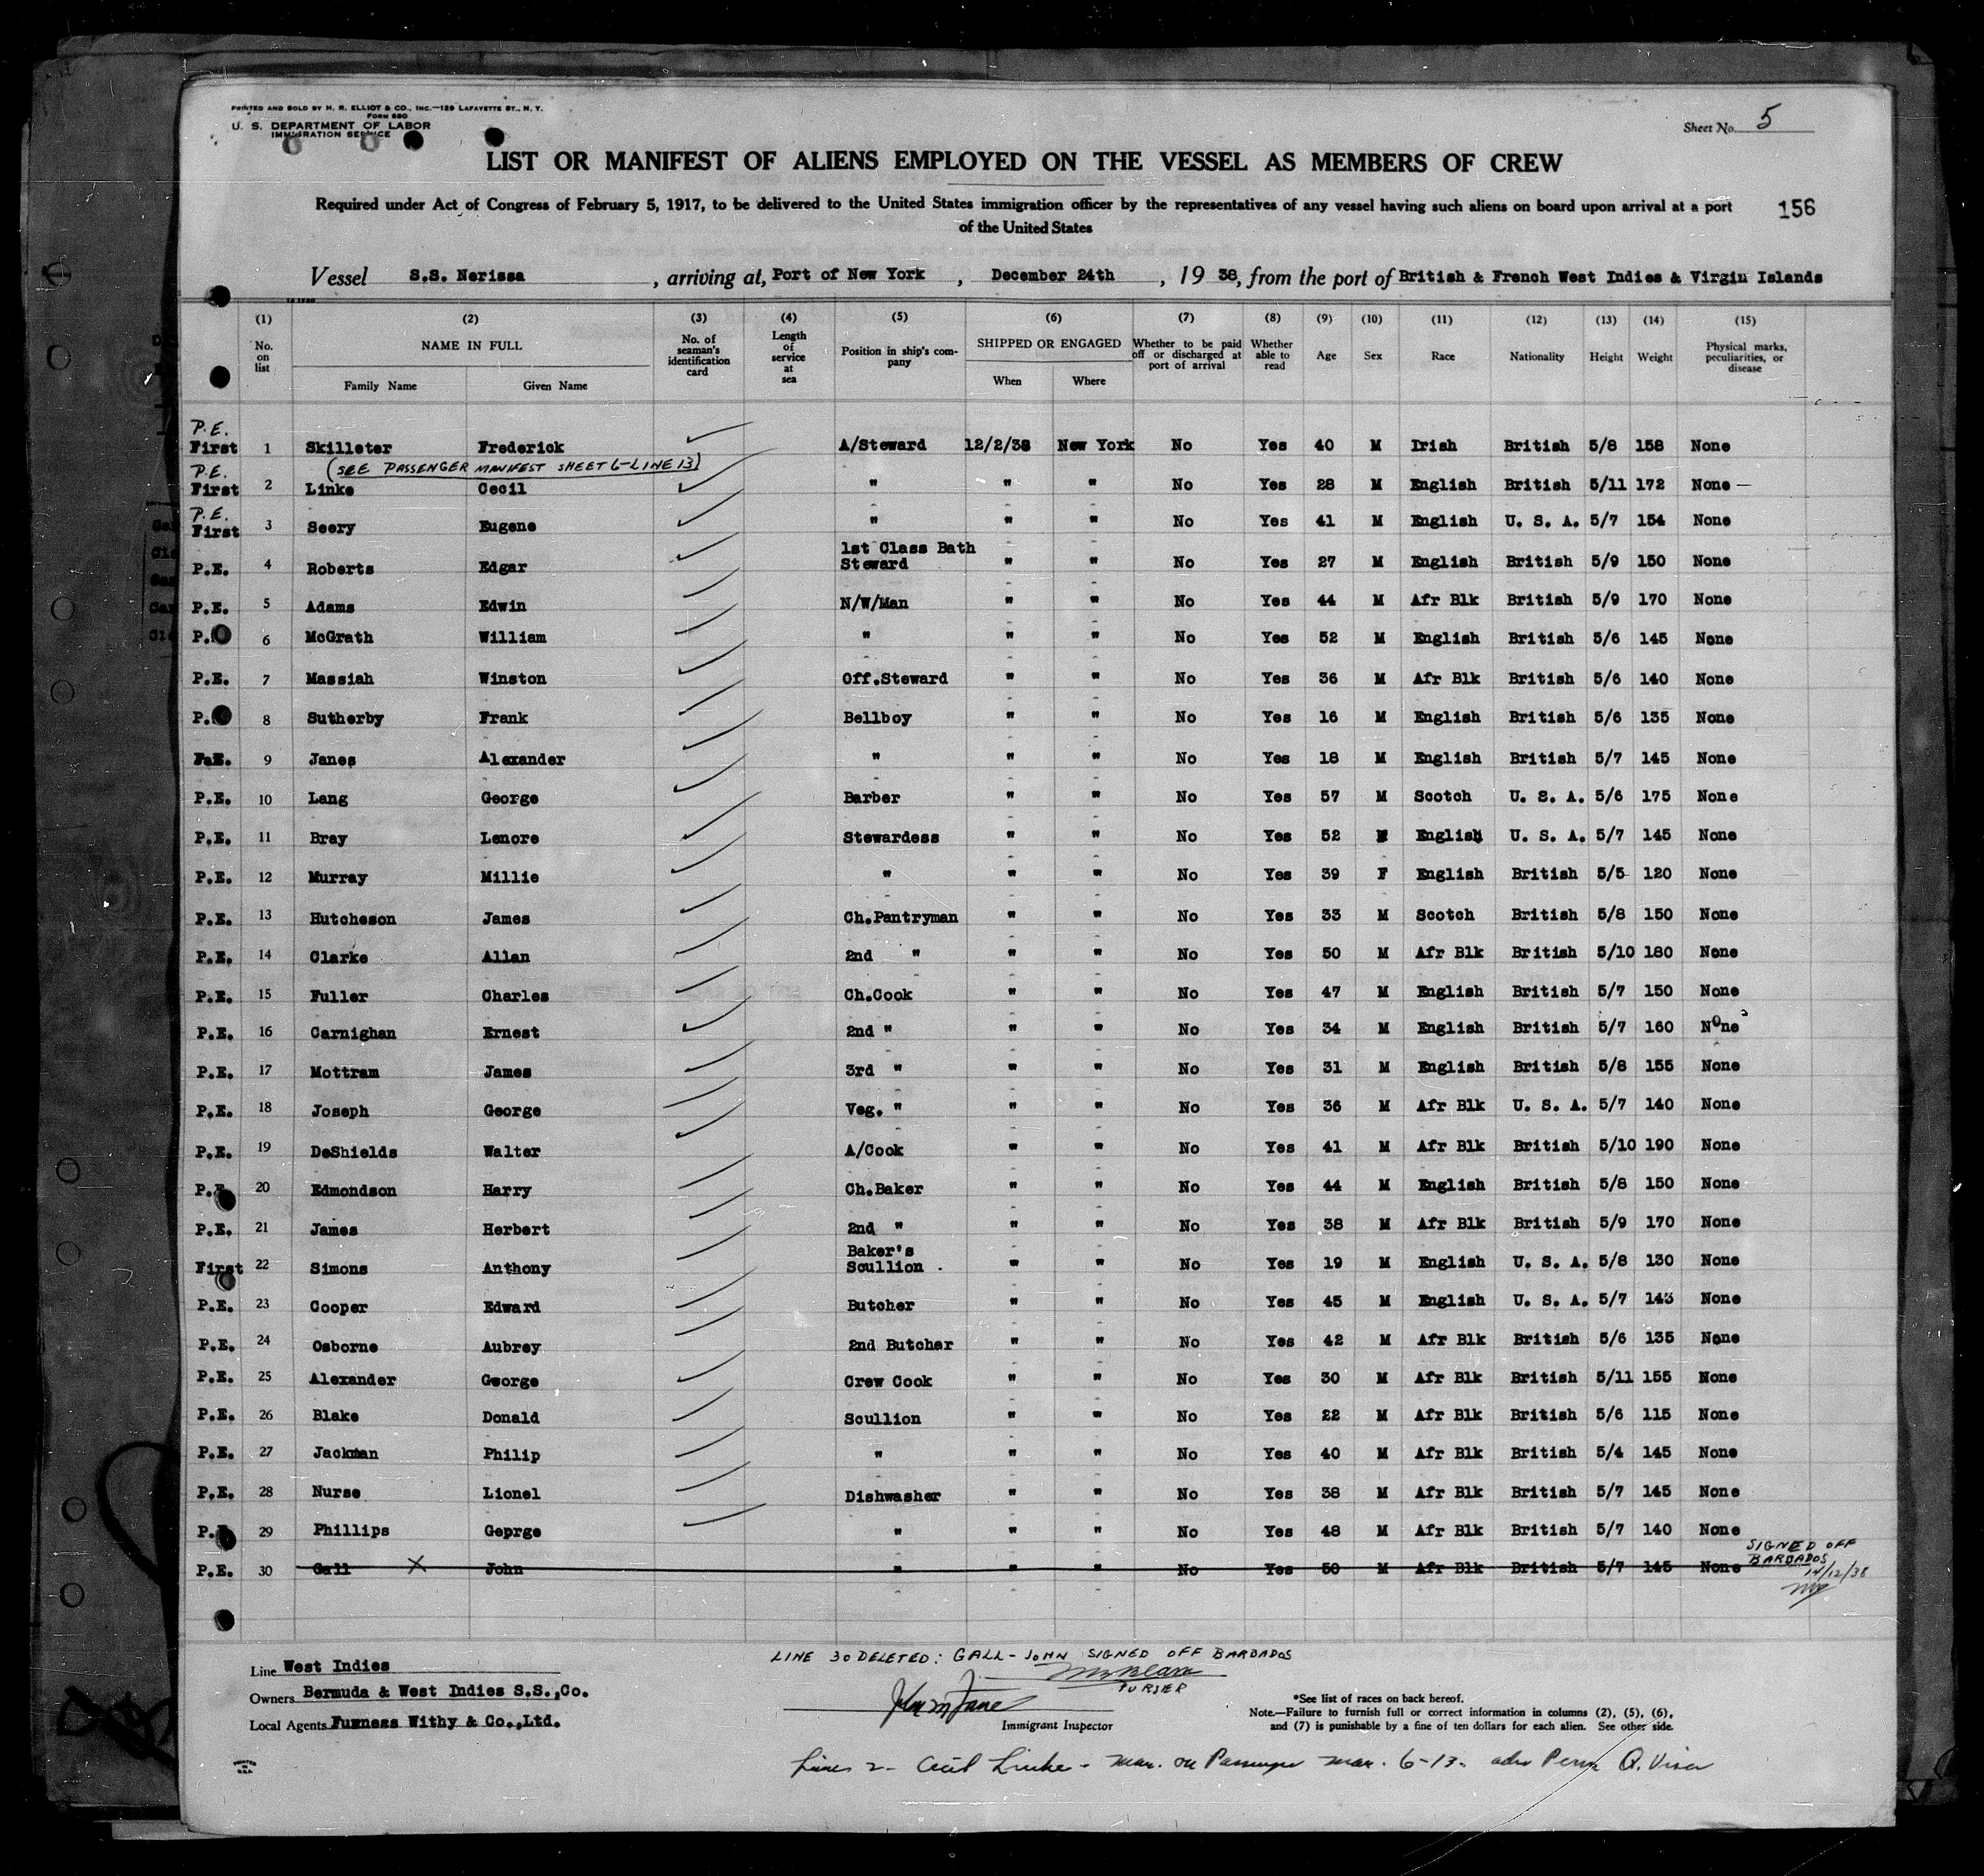 PRINTED AND SOLD BY H. R. ELLIOT & CO., INC.—129 LAFAYETTE ST., N. Y.
FORM 680
U. S. DEPARTMENT OF LABOR
IMMIGRATION SERVICE
Sheet No. 5
LIST OR MANIFEST OF ALIENS EMPLOYED ON THE VESSEL AS MEMBERS OF CREW
Required under Act of Congress of February 5, 1917, to be delivered to the United States immigration officer by the representatives of any vessel having such aliens on board upon arrival at a port
of the United States
156
Vessel S.S. Nerissa, arriving at, Port of New York, December 24th, 19 38, from the port of British & French West Indies & Virgin Islands
(1) (2) (3) (4) (5) (6) (7) (8) (9) (10) (11) (12) (13) (14) (15)
No. on list NAME IN FULL Family Name Given Name No. of seaman's identification card Length of service at sea Position in ship's company SHIPPED OR ENGAGED When Where Whether to be paid off or discharged at port of arrival Whether able to read Age Sex Race Nationality Height Weight Physical marks, peculiarities, or disease
P.E.
First 1 Skilleter Frederick A/Steward 12/2/38 New York No Yes 40 M Irish British 5/8 158 None
(SEE PASSENGER MANIFEST SHEET 6-LINE 13)
P.E.
First 2 Linke Cecil " " " No Yes 28 M English British 5/11 172 None —
P.E.
First 3 Seery Eugene " " " No Yes 41 M English U. S. A. 5/7 154 None
P.E. 4 Roberts Edgar 1st Class Bath Steward " " No Yes 27 M English British 5/9 150 None
P.E. 5 Adams Edwin N/W/Man " " No Yes 44 M Afr Blk British 5/9 170 None
P. 6 McGrath William " " " No Yes 52 M English British 5/6 145 None
P.E. 7 Massiah Winston Off.Steward " " No Yes 36 M Afr Blk British 5/6 140 None
P. 8 Sutherby Frank Bellboy " " No Yes 16 M English British 5/6 135 None
P.E. 9 Janes Alexander " " " No Yes 18 M English British 5/7 145 None
P.E. 10 Lang George Barber " " No Yes 57 M Scotch U. S. A. 5/6 175 None
P.E. 11 Bray Lenore Stewardess " " No Yes 52 English U. S. A. 5/7 145 None
P.E. 12 Murray Millie " " " No Yes 39 F English British 5/5 120 None
P.E. 13 Hutcheson James Ch.Pantryman " " No Yes 33 M Scotch British 5/8 150 None
P.E. 14 Clarke Allan 2nd " " " No Yes 50 M Afr Blk British 5/10 180 None
P.E. 15 Fuller Charles Ch.Cook " " No Yes 47 M English British 5/7 150 None
P.E. 16 Carnighan Ernest 2nd " " " No Yes 34 M English British 5/7 160 None
P.E. 17 Mottram James 3rd " " " No Yes 31 M English British 5/8 155 None
P.E. 18 Joseph George Veg. " " " No Yes 36 M Afr Blk U. S. A. 5/7 140 None
P.E. 19 DeShields Walter A/Cook " " No Yes 41 M Afr Blk British 5/10 190 None
P.E. 20 Edmondson Harry Ch.Baker " " No Yes 44 M English British 5/8 150 None
P.E. 21 James Herbert 2nd " " " No Yes 38 M Afr Blk British 5/9 170 None
First 22 Simons Anthony Baker's Scullion " " No Yes 19 M English U. S. A. 5/8 130 None
P.E. 23 Cooper Edward Butcher " " No Yes 45 M English U. S. A. 5/7 143 None
P.E. 24 Osborne Aubrey 2nd Butcher " " No Yes 42 M Afr Blk British 5/6 135 None
P.E. 25 Alexander George Crew Cook " " No Yes 30 M Afr Blk British 5/11 155 None
P.E. 26 Blake Donald Scullion " " No Yes 22 M Afr Blk British 5/6 115 None
P.E. 27 Jackman Philip " " " No Yes 40 M Afr Blk British 5/4 145 None
P.E. 28 Nurse Lionel Dishwasher " " No Yes 38 M Afr Blk British 5/7 145 None
P. 29 Phillips Geprge " " " No Yes 48 M Afr Blk British 5/7 140 None
P.E. 30 Gall X John " " " No Yes 50 M Afr Blk British 5/7 145 None SIGNED OFF BARBADOS 14/12/38
LINE 30 DELETED: GALL - JOHN SIGNED OFF BARBADOS
PURSER
Line West Indies
Owners Bermuda & West Indies S.S.,Co.
Local Agents Furness Withy & Co.,Ltd.
Immigrant Inspector
*See list of races on back hereof.
Note.—Failure to furnish full or correct information in columns (2), (5), (6),
and (7) is punishable by a fine of ten dollars for each alien. See other side.
PRINTED IN U.S.A.
Line 2 - Cecil Linke - man. on Passenger man. 6-13. Q. Visa